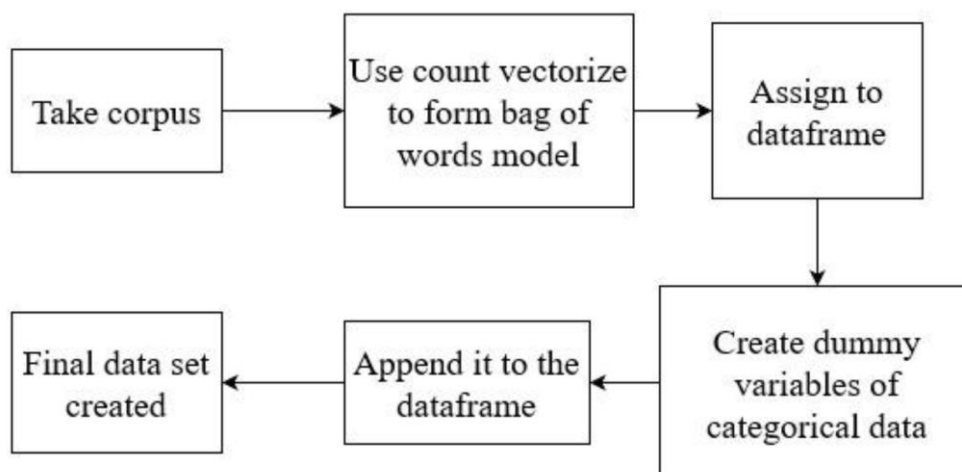 Take corpus
Use count vectorize
to form bag of
words model
Assign to
dataframe
Create dummy
variables of
categorical data
Append it to the
dataframe
Final data set
created